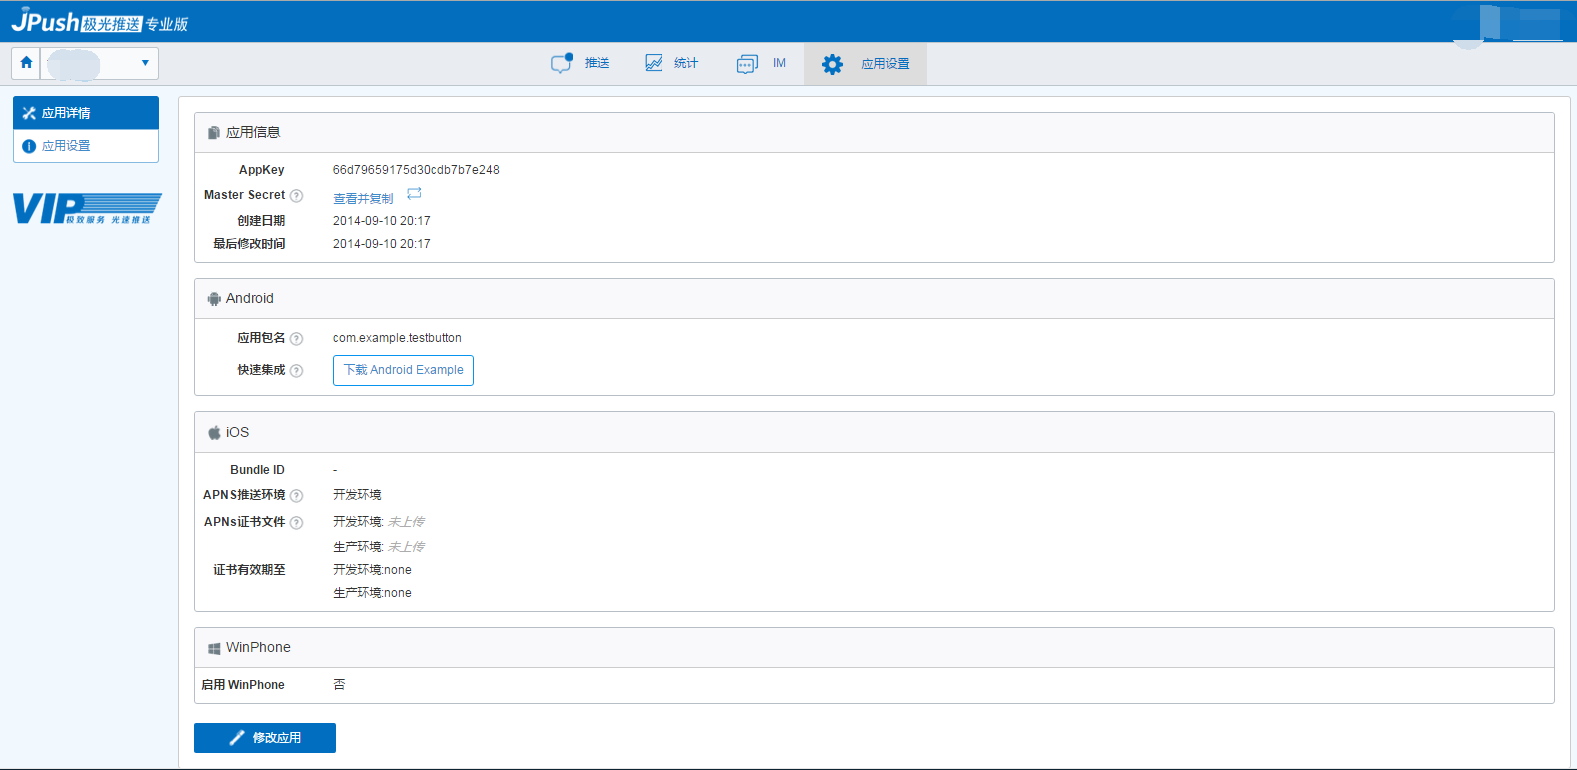 JPush极光推送 专业版
推送 统计 IM 应用设置
应用详情
应用设置
VIP 极致服务 光速推送
应用信息
AppKey 66d79659175d30cdb7b7e248
Master Secret ? 查看并复制
创建日期 2014-09-10 20:17
最后修改时间 2014-09-10 20:17
Android
应用包名 ? com.example.testbutton
快速集成 ? 下载 Android Example
iOS
Bundle ID -
APNS推送环境 ? 开发环境
APNs证书文件 ? 开发环境: 未上传
生产环境: 未上传
证书有效期至 开发环境:none
生产环境:none
WinPhone
启用 WinPhone 否
修改应用